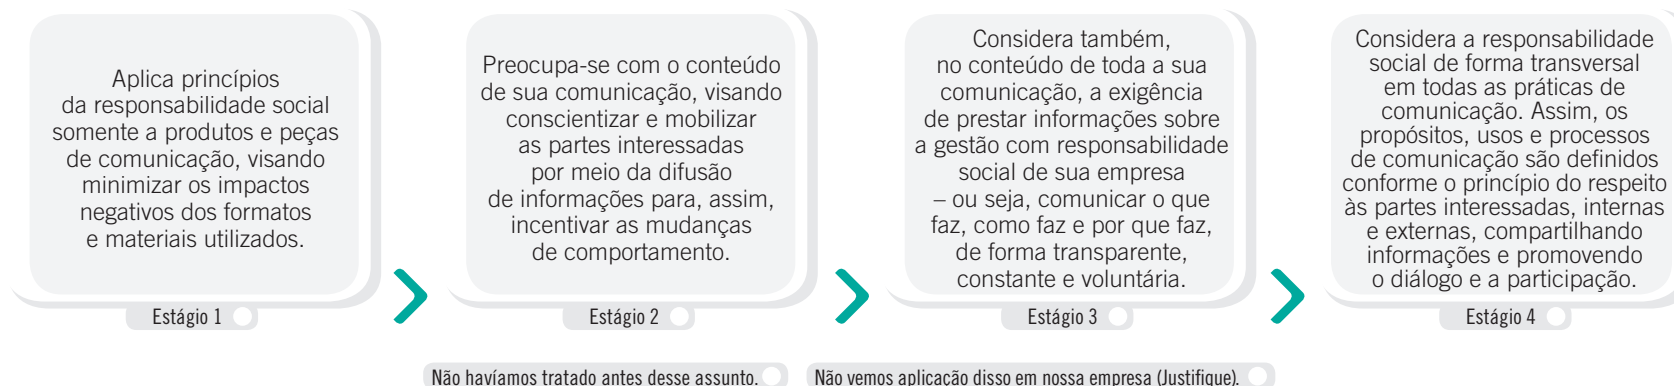 Aplica princípios
da responsabilidade social
somente a produtos e peças
de comunicação, visando
minimizar os impactos
negativos dos formatos
e materiais utilizados.
Estágio 1
Preocupa-se com o conteúdo
de sua comunicação, visando
conscientizar e mobilizar
as partes interessadas
por meio da difusão
de informações para, assim,
incentivar as mudanças
de comportamento.
Estágio 2
Considera também,
no conteúdo de toda a sua
comunicação, a exigência
de prestar informações sobre
a gestão com responsabilidade
social de sua empresa
– ou seja, comunicar o que
faz, como faz e por que faz,
de forma transparente,
constante e voluntária.
Estágio 3
Considera a responsabilidade
social de forma transversal
em todas as práticas de
comunicação. Assim, os
propósitos, usos e processos
de comunicação são definidos
conforme o princípio do respeito
às partes interessadas, internas
e externas, compartilhando
informações e promovendo
o diálogo e a participação.
Estágio 4
Não havíamos tratado antes desse assunto.
Não vemos aplicação disso em nossa empresa (Justifique).